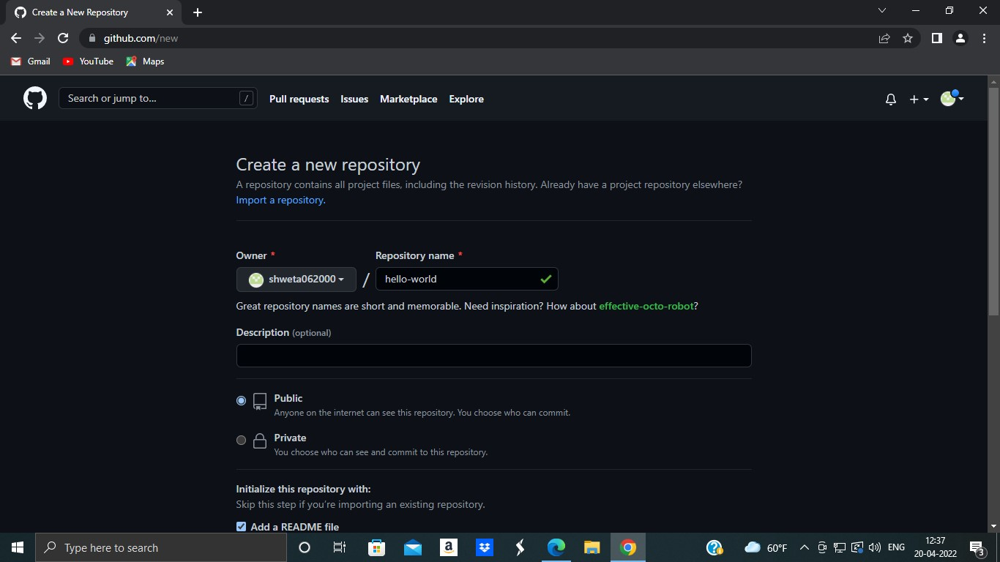 Create a New Repository
github.com/new
Gmail YouTube Maps
Search or jump to... / Pull requests Issues Marketplace Explore
Create a new repository
A repository contains all project files, including the revision history. Already have a project repository elsewhere?
Import a repository.
Owner * Repository name *
shweta062000 / hello-world
Great repository names are short and memorable. Need inspiration? How about effective-octo-robot?
Description (optional)
Public
Anyone on the internet can see this repository. You choose who can commit.
Private
You choose who can see and commit to this repository.
Initialize this repository with:
Skip this step if you're importing an existing repository.
Add a README file
Type here to search a 60°F ENG 12:37
20-04-2022 3